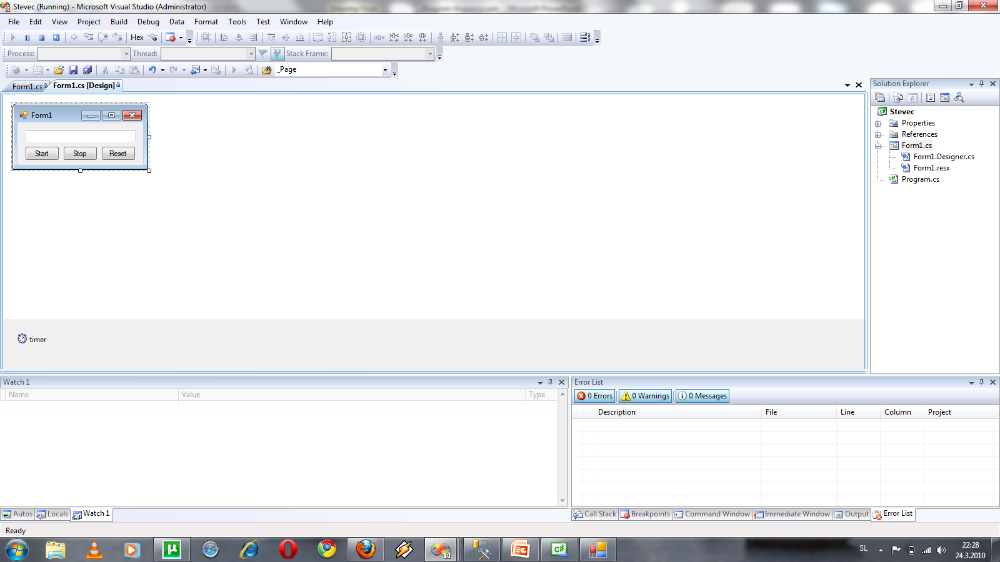 Stevec (Running) - Microsoft Visual Studio (Administrator)
File Edit View Project Build Debug Data Format Tools Test Window Help
Hex
Process: Thread: Stack Frame:
_Page
Form1.cs Form1.cs [Design]
Form1
Start Stop Reset
timer
Solution Explorer
Stevec
Properties
References
Form1.cs
Form1.Designer.cs
Form1.resx
Program.cs
Watch 1
Name Value Type
Autos Locals Watch 1
Error List
0 Errors 0 Warnings 0 Messages
Description File Line Column Project
Call Stack Breakpoints Command Window Immediate Window Output Error List
Ready
SL
22:28
24.3.2010